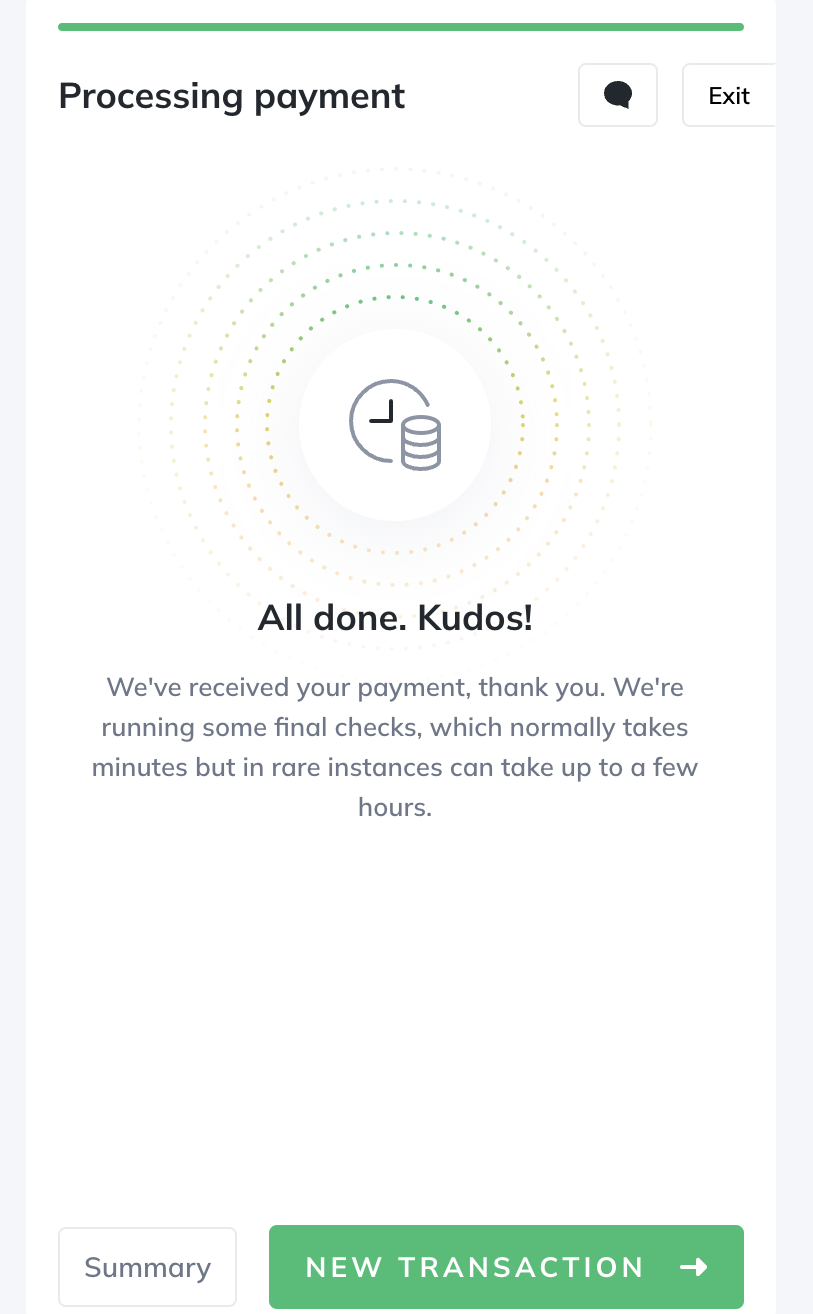 Processing payment
Exit
All done. Kudos!
We've received your payment, thank you. We're
running some final checks, which normally takes
minutes but in rare instances can take up to a few
hours.
Summary
NEW TRANSACTION